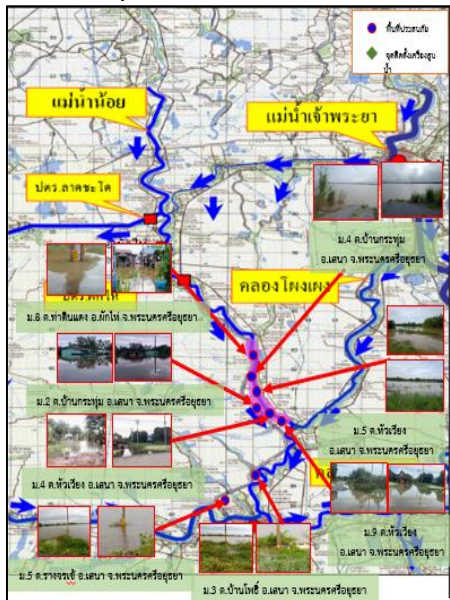 พื้นที่ประสบภัย
จุดติดตั้งเครื่องสูบ
น้ำ
แม่น้ำน้อย
แม่น้ำเจ้าพระยา
ปตร.ลาดชะโด
ม.4 ต.บ้านกระทุ่ม
อ.เสนา จ.พระนครศรีอยุธยา
คลองโผงเผง
ม.8 ต.ท่าดินแดง อ.ผักไห่ จ.พระนครศรีอยุธยา
ม.2 ต.บ้านกระทุ่ม อ.เสนา จ.พระนครศรีอยุธยา
ม.5 ต.หัวเวียง
อ.เสนา จ.พระนครศรีอยุธยา
ม.4 ต.หัวเวียง อ.เสนา จ.พระนครศรีอยุธยา
ม.9 ต.หัวเวียง
อ.เสนา จ.พระนครศรีอยุธยา
ม.5 ต.รางจรเข้ อ.เสนา จ.พระนครศรีอยุธยา
ม.3 ต.บ้านโพธิ์ อ.เสนา จ.พระนครศรีอยุธยา